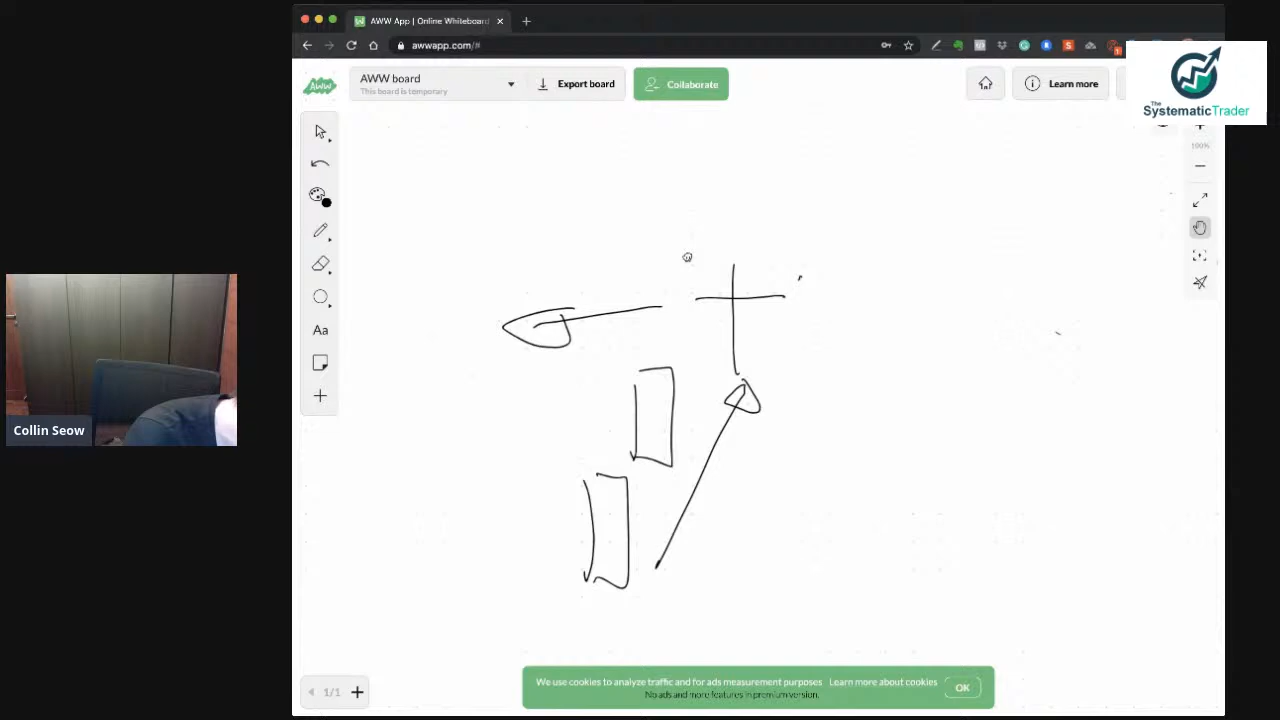 AWW App | Online Whiteboard
awwapp.com/#
AWW
AWW board
This board is temporary
Export board
Collaborate
Learn more
The
SystematicTrader
100%
Aa
Collin Seow
1/1
We use cookies to analyze traffic and for ads measurement purposes Learn more about cookies
No ads and more features in premium version.
OK